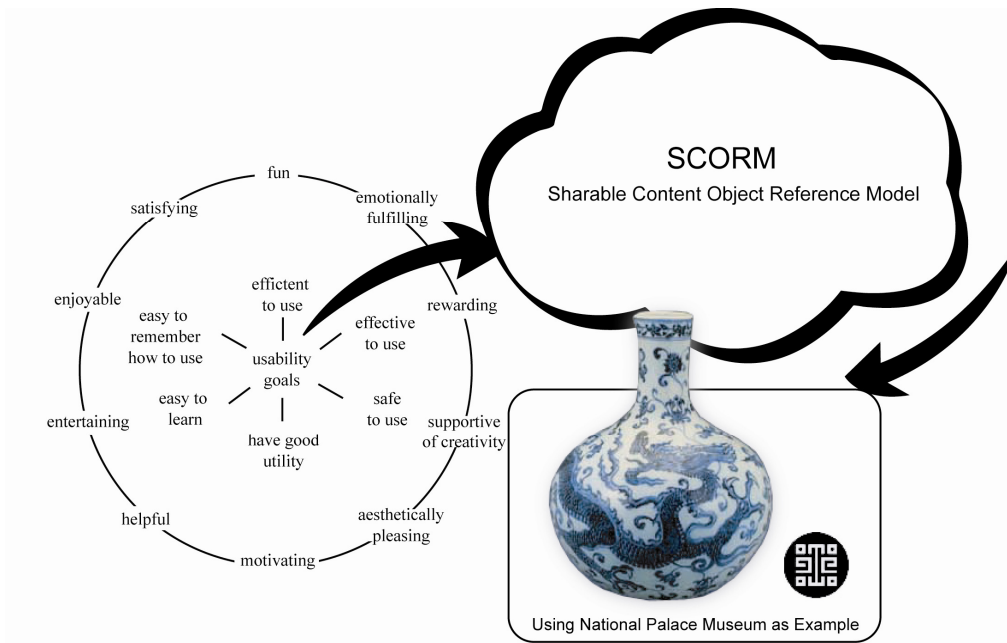 SCORM
Sharable Content Object Reference Model
fun
emotionally
fulfilling
satisfying
enjoyable
rewarding
efficient
to use
easy to
remember
how to use
effective
to use
usability
goals
easy to
learn
safe
to use
entertaining
supportive
of creativity
have good
utility
helpful
aesthetically
pleasing
motivating
Using National Palace Museum as Example